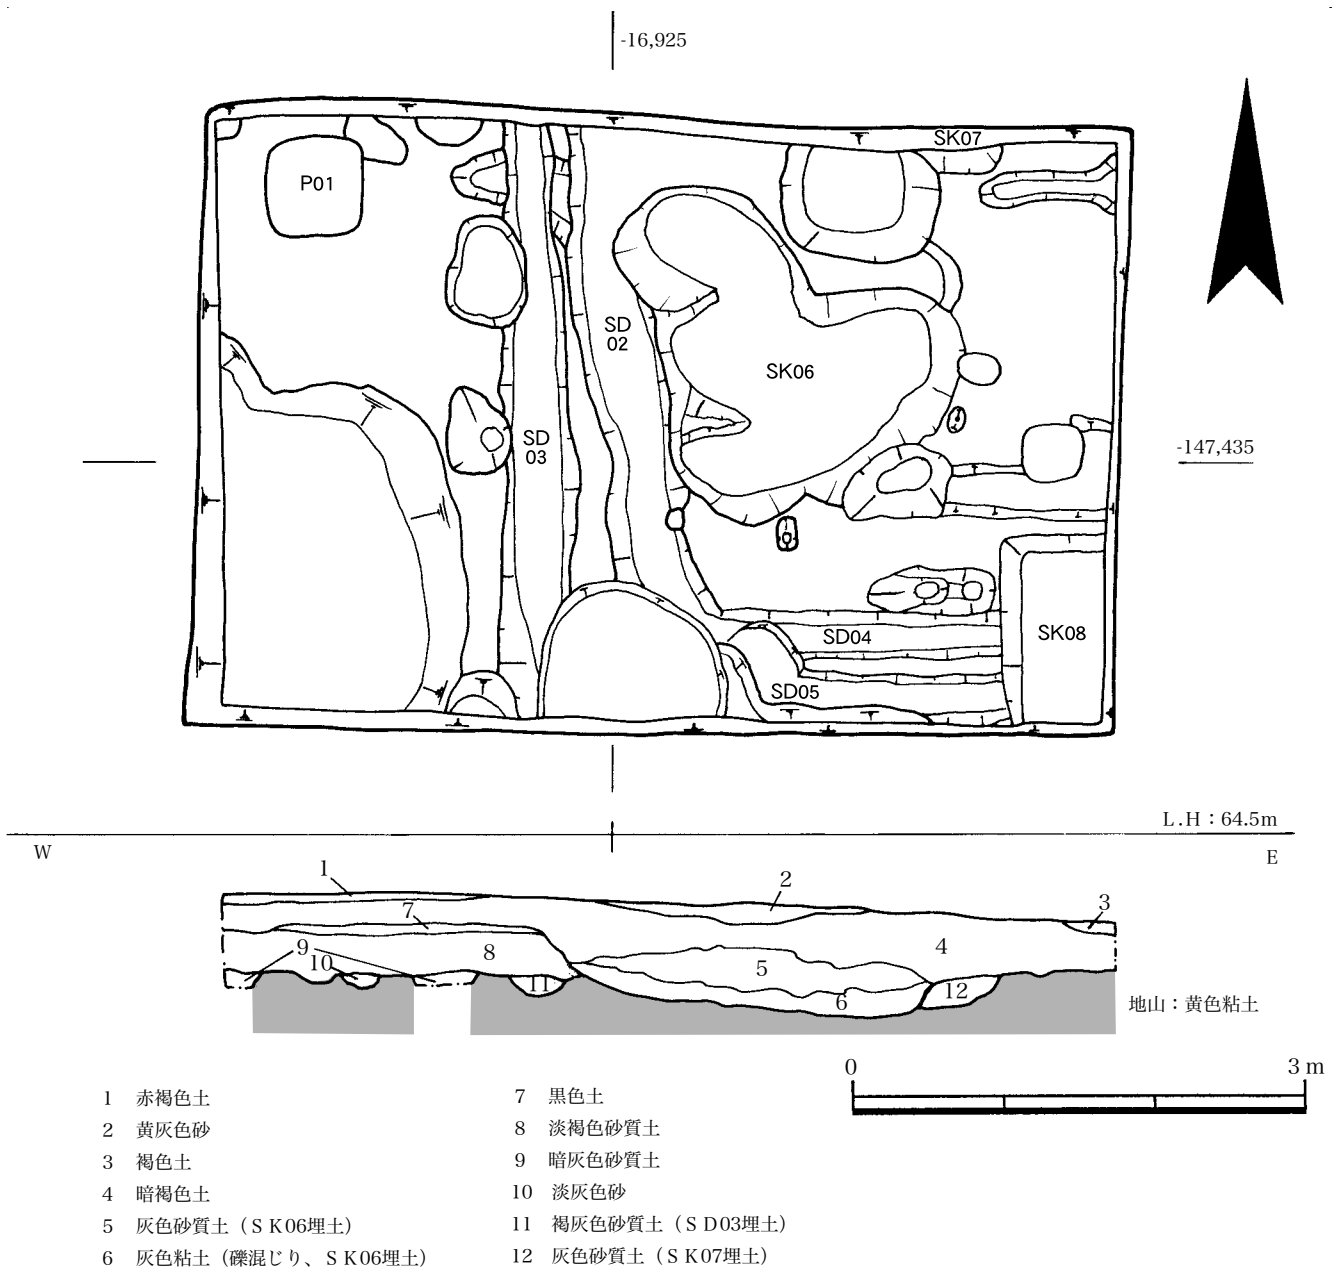 -16,925
SK07
P01
SD
02
SK06
SD
03
-147,435
SD04
SK08
SD05
L.H：64.5m
W
E
1
2
3
7
4
9
10
8
5
11
6
12
地山：黄色粘土
0
3 m
1 赤褐色土
2 黄灰色砂
3 褐色土
4 暗褐色土
5 灰色砂質土（ＳＫ06埋土）
6 灰色粘土（礫混じり、ＳＫ06埋土）
7 黒色土
8 淡褐色砂質土
9 暗灰色砂質土
10 淡灰色砂
11 褐灰色砂質土（ＳＤ03埋土）
12 灰色砂質土（ＳＫ07埋土）